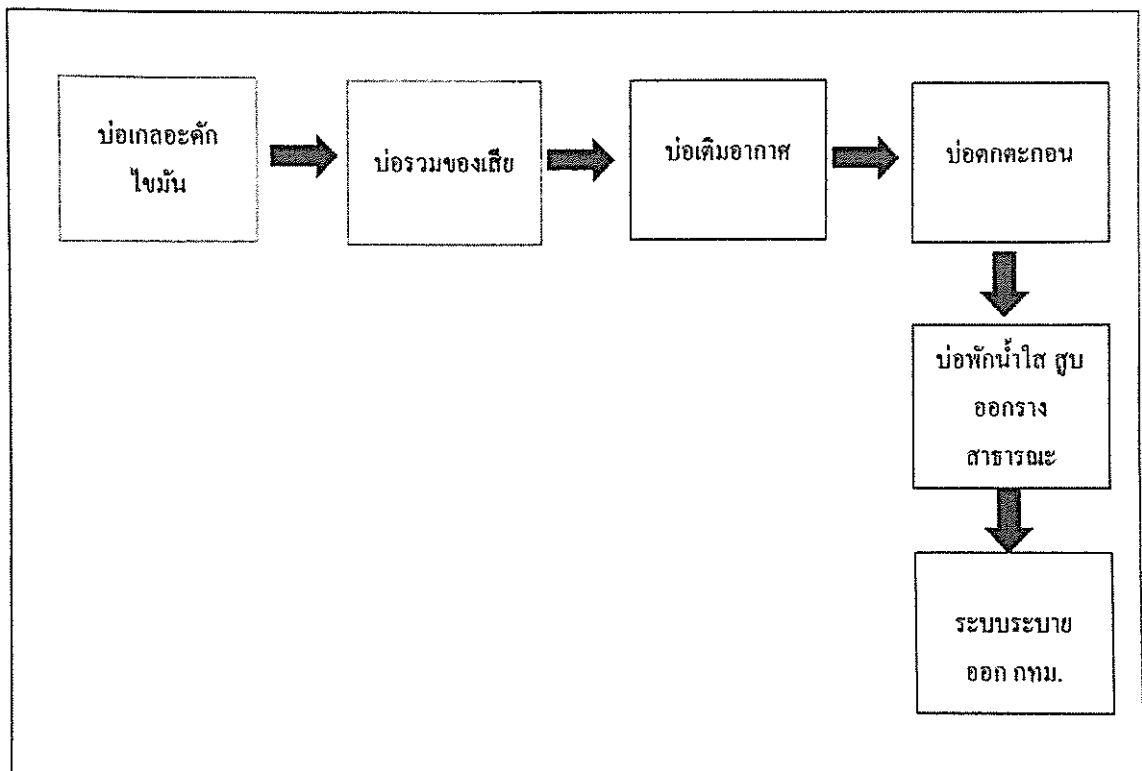 บ่อเกลอะดัก
ไขมัน
บ่อรวมของเสีย
บ่อเติมอากาศ
บ่อตกตะกอน
บ่อพักน้ำใส สูบ
ออกราง
สาธารณะ
ระบบระบาย
ออก กทม.